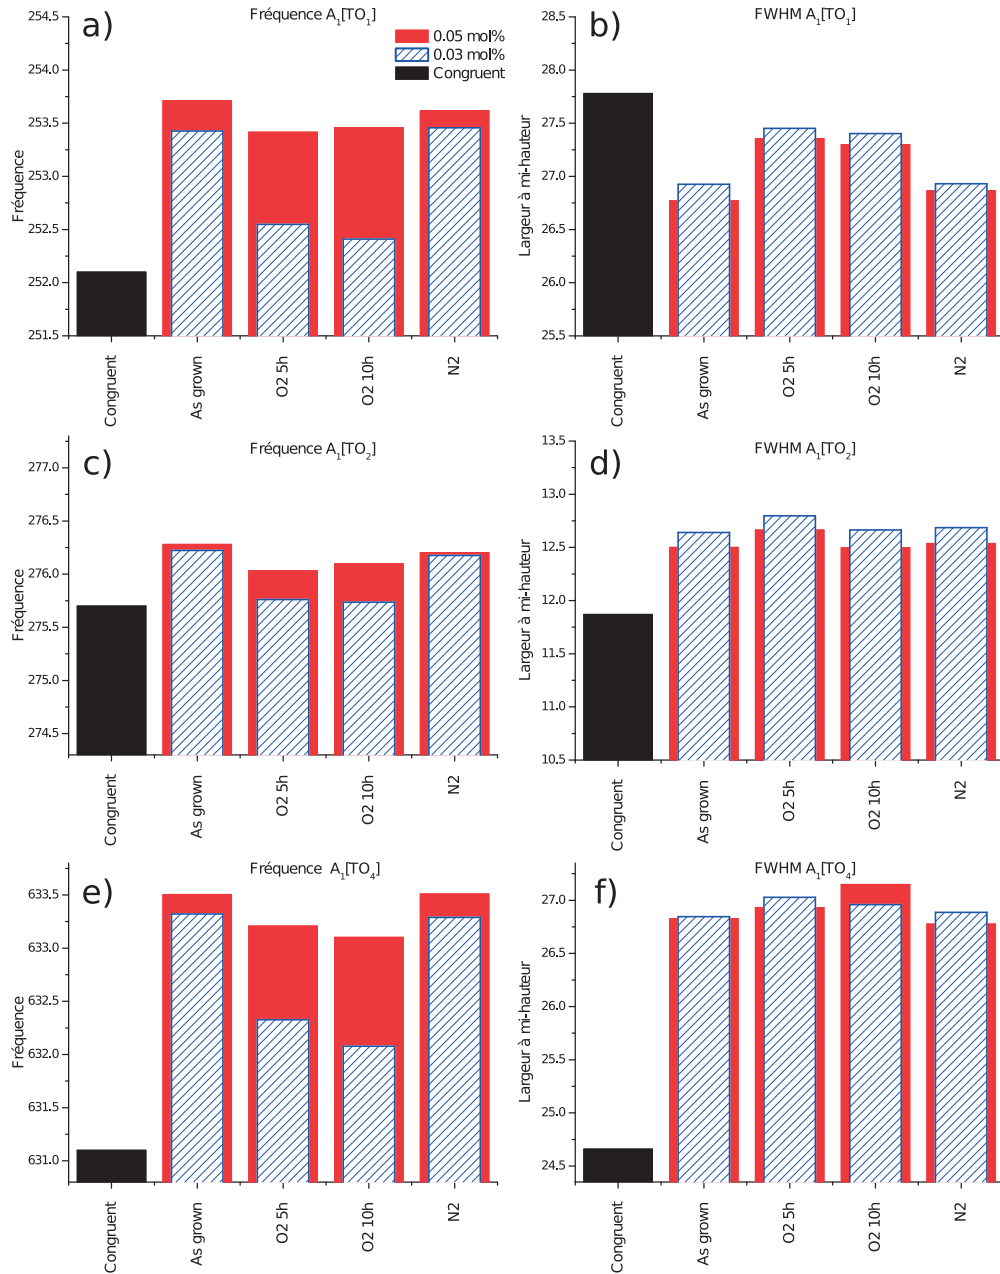 a)
Fréquence A1[TO1]
0.05 mol%
0.03 mol%
Congruent
Fréquence
254.5
254.0
253.5
253.0
252.5
252.0
251.5
Congruent
As grown
O2 5h
O2 10h
N2
b)
FWHM A1[TO1]
Largeur à mi-hauteur
28.5
28.0
27.5
27.0
26.5
26.0
25.5
Congruent
As grown
O2 5h
O2 10h
N2
c)
Fréquence A1[TO2]
Fréquence
277.0
276.5
276.0
275.5
275.0
274.5
Congruent
As grown
O2 5h
O2 10h
N2
d)
FWHM A1[TO2]
Largeur à mi-hauteur
13.5
13.0
12.5
12.0
11.5
11.0
10.5
Congruent
As grown
O2 5h
O2 10h
N2
e)
Fréquence A1[TO4]
Fréquence
633.5
633.0
632.5
632.0
631.5
631.0
Congruent
As grown
O2 5h
O2 10h
N2
f)
FWHM A1[TO4]
Largeur à mi-hauteur
27.0
26.5
26.0
25.5
25.0
24.5
Congruent
As grown
O2 5h
O2 10h
N2